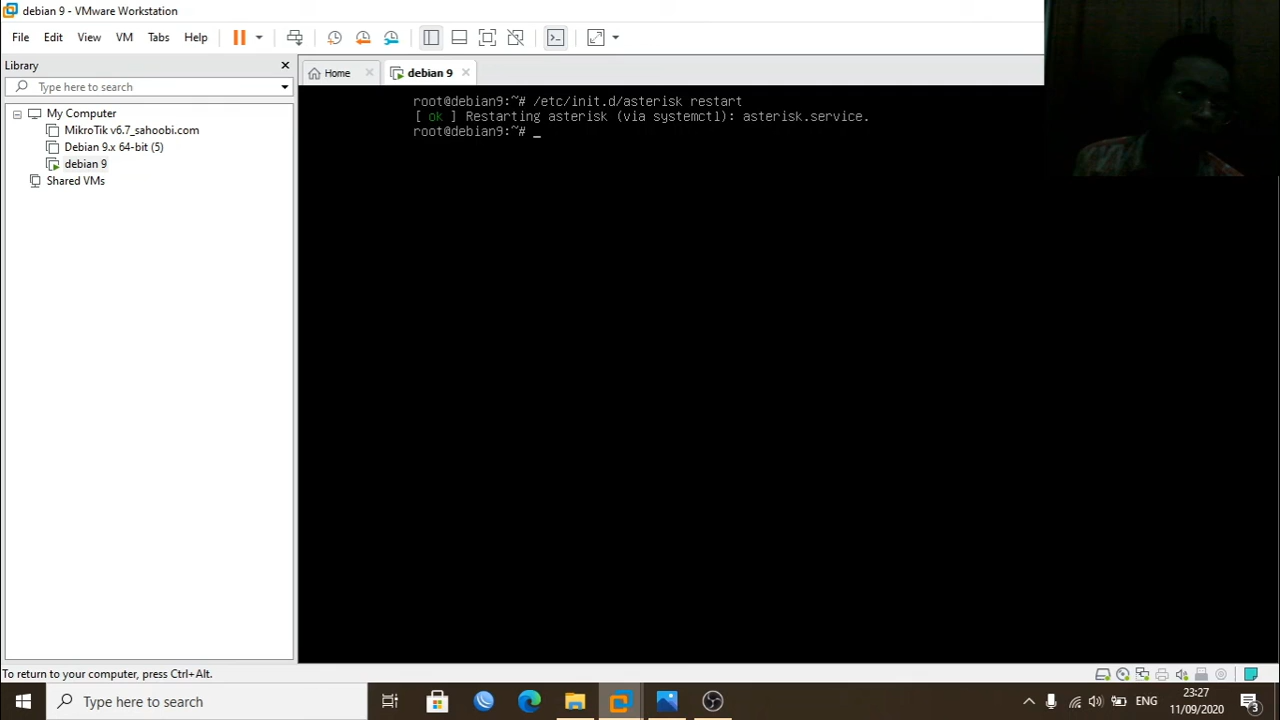 debian 9 - VMware Workstation
File Edit View VM Tabs Help
Library
Type here to search
My Computer
MikroTik v6.7_sahoobi.com
Debian 9.x 64-bit (5)
debian 9
Shared VMs
Home
debian 9
root@debian9:~# /etc/init.d/asterisk restart
[ ok ] Restarting asterisk (via systemctl): asterisk.service.
root@debian9:~# _
To return to your computer, press Ctrl+Alt.
Type here to search
ENG
23:27
11/09/2020
3